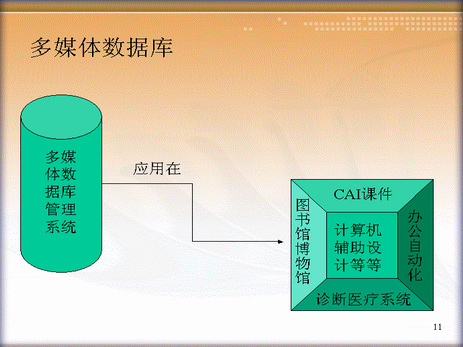 多媒体数据库
多媒
体数
据库
管理
系统
应用在
CAI课件
图书馆博物馆
计算机
辅助设
计等等
办公自动化
诊断医疗系统
11